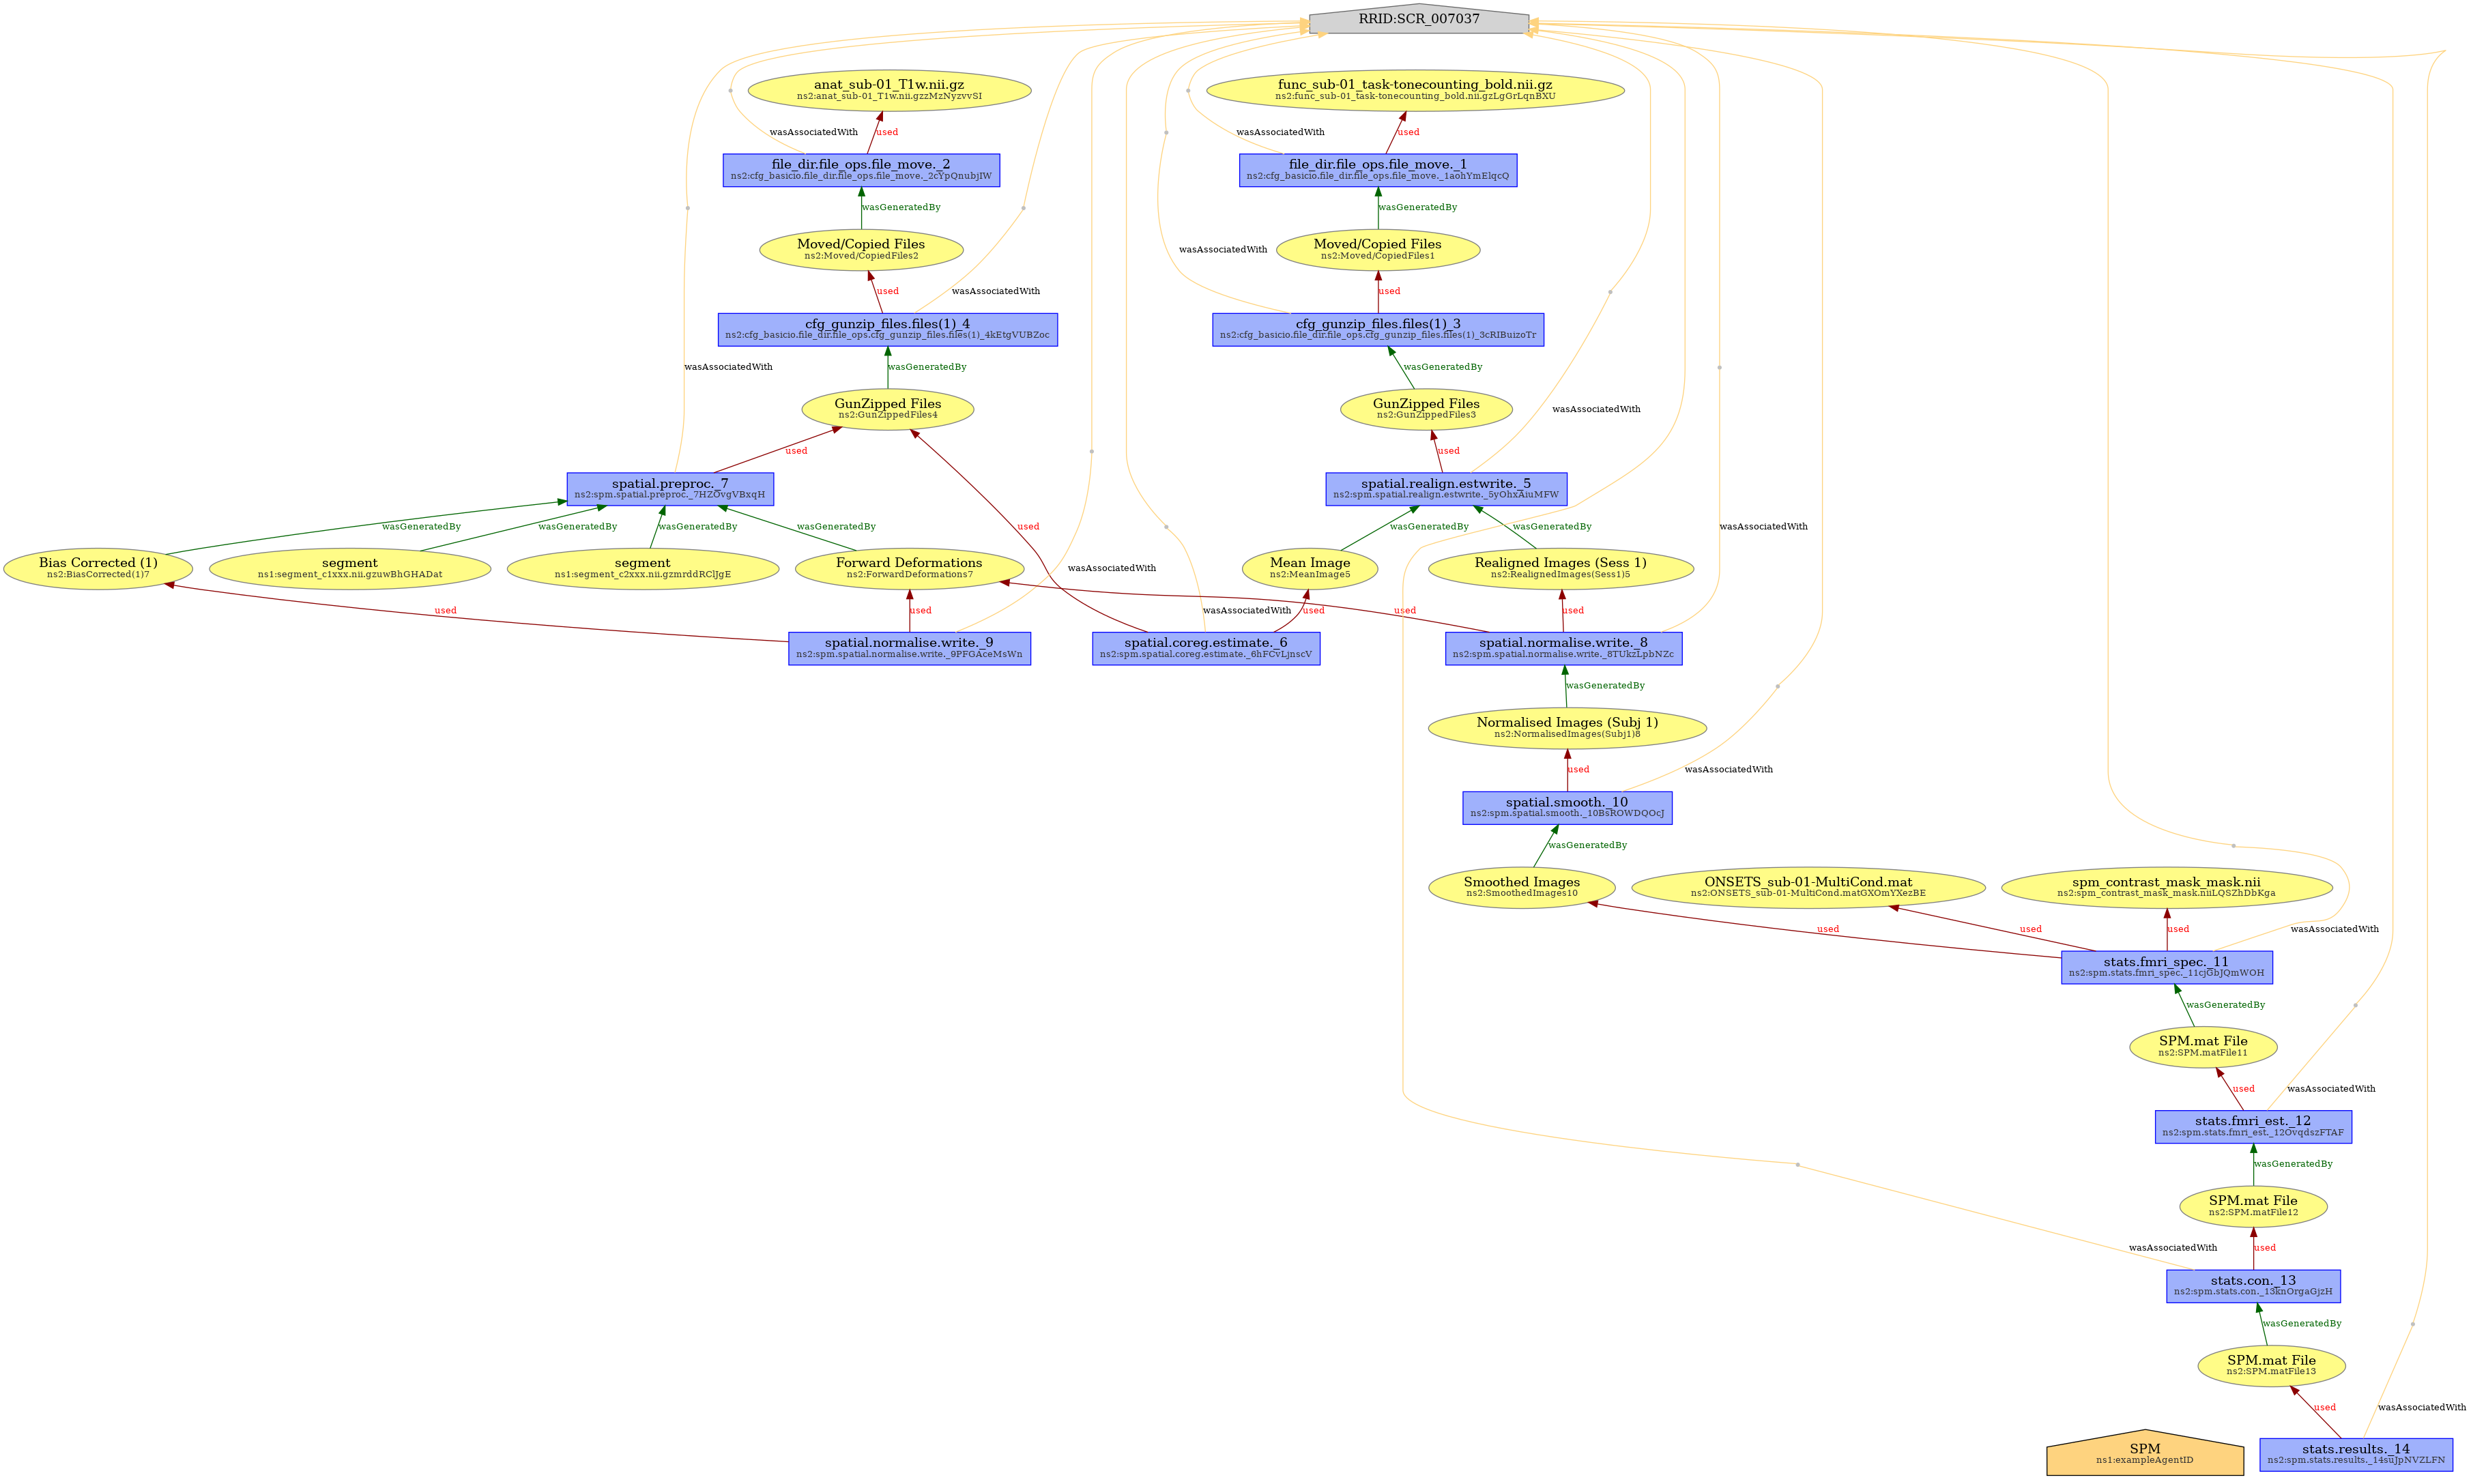 RRID:SCR_007037
anat_sub-01_T1w.nii.gz
ns2:anat_sub-01_T1w.nii.gzzMzNyzvvSI
func_sub-01_task-tonecounting_bold.nii.gz
ns2:func_sub-01_task-tonecounting_bold.nii.gzLgGrLqnBXU
wasAssociatedWith
used
wasAssociatedWith
used
file_dir.file_ops.file_move._2
ns2:cfg_basicio.file_dir.file_ops.file_move._2cYpQnubjIW
file_dir.file_ops.file_move._1
ns2:cfg_basicio.file_dir.file_ops.file_move._1aohYmElqcQ
wasGeneratedBy
wasGeneratedBy
Moved/Copied Files
ns2:Moved/CopiedFiles2
wasAssociatedWith
Moved/Copied Files
ns2:Moved/CopiedFiles1
used
wasAssociatedWith
used
cfg_gunzip_files.files(1)_4
ns2:cfg_basicio.file_dir.file_ops.cfg_gunzip_files.files(1)_4kEtgVUBZoc
cfg_gunzip_files.files(1)_3
ns2:cfg_basicio.file_dir.file_ops.cfg_gunzip_files.files(1)_3cRIBuizoTr
wasAssociatedWith
wasGeneratedBy
wasGeneratedBy
GunZipped Files
ns2:GunZippedFiles4
GunZipped Files
ns2:GunZippedFiles3
wasAssociatedWith
used
used
spatial.preproc._7
ns2:spm.spatial.preproc._7HZOvgVBxqH
spatial.realign.estwrite._5
ns2:spm.spatial.realign.estwrite._5yOhxAiuMFW
wasGeneratedBy
wasGeneratedBy
wasGeneratedBy
wasGeneratedBy
used
wasGeneratedBy
wasGeneratedBy
wasAssociatedWith
Bias Corrected (1)
ns2:BiasCorrected(1)7
segment
ns1:segment_c1xxx.nii.gzuwBhGHADat
segment
ns1:segment_c2xxx.nii.gzmrddRClJgE
Forward Deformations
ns2:ForwardDeformations7
wasAssociatedWith
Mean Image
ns2:MeanImage5
Realigned Images (Sess 1)
ns2:RealignedImages(Sess1)5
used
used
wasAssociatedWith
used
used
used
spatial.normalise.write._9
ns2:spm.spatial.normalise.write._9PFGAceMsWn
spatial.coreg.estimate._6
ns2:spm.spatial.coreg.estimate._6hFCvLjnscV
spatial.normalise.write._8
ns2:spm.spatial.normalise.write._8TUkzLpbNZc
wasGeneratedBy
Normalised Images (Subj 1)
ns2:NormalisedImages(Subj1)8
used
wasAssociatedWith
spatial.smooth._10
ns2:spm.spatial.smooth._10BsROWDQOcJ
wasGeneratedBy
Smoothed Images
ns2:SmoothedImages10
ONSETS_sub-01-MultiCond.mat
ns2:ONSETS_sub-01-MultiCond.matGXOmYXezBE
spm_contrast_mask_mask.nii
ns2:spm_contrast_mask_mask.niiLQSZhDbKga
used
used
used
wasAssociatedWith
stats.fmri_spec._11
ns2:spm.stats.fmri_spec._11cjGbJQmWOH
wasGeneratedBy
SPM.mat File
ns2:SPM.matFile11
used
wasAssociatedWith
stats.fmri_est._12
ns2:spm.stats.fmri_est._12OvqdszFTAF
wasGeneratedBy
SPM.mat File
ns2:SPM.matFile12
wasAssociatedWith
used
stats.con._13
ns2:spm.stats.con._13knOrgaGjzH
wasGeneratedBy
SPM.mat File
ns2:SPM.matFile13
used
wasAssociatedWith
SPM
ns1:exampleAgentID
stats.results._14
ns2:spm.stats.results._14suJpNVZLFN